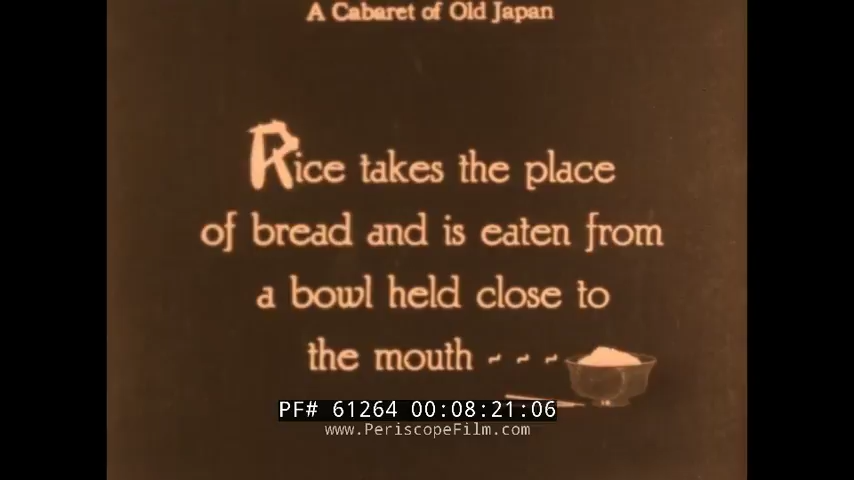 A Cabaret of Old Japan
Rice takes the place
of bread and is eaten from
a bowl held close to
the mouth - - -
PF# 61264 00:08:21:06
www.PeriscopeFilm.com